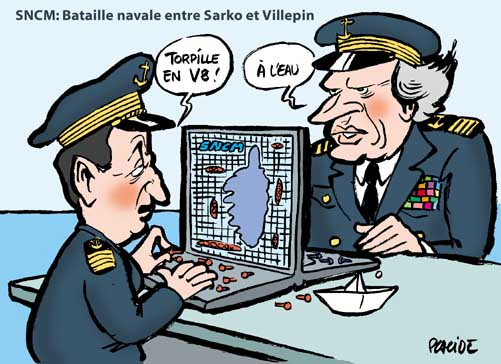 SNCM: Bataille navale entre Sarko et Villepin
TORPILLE
EN V8 !
À L'EAU
SNCM
PLACIDE